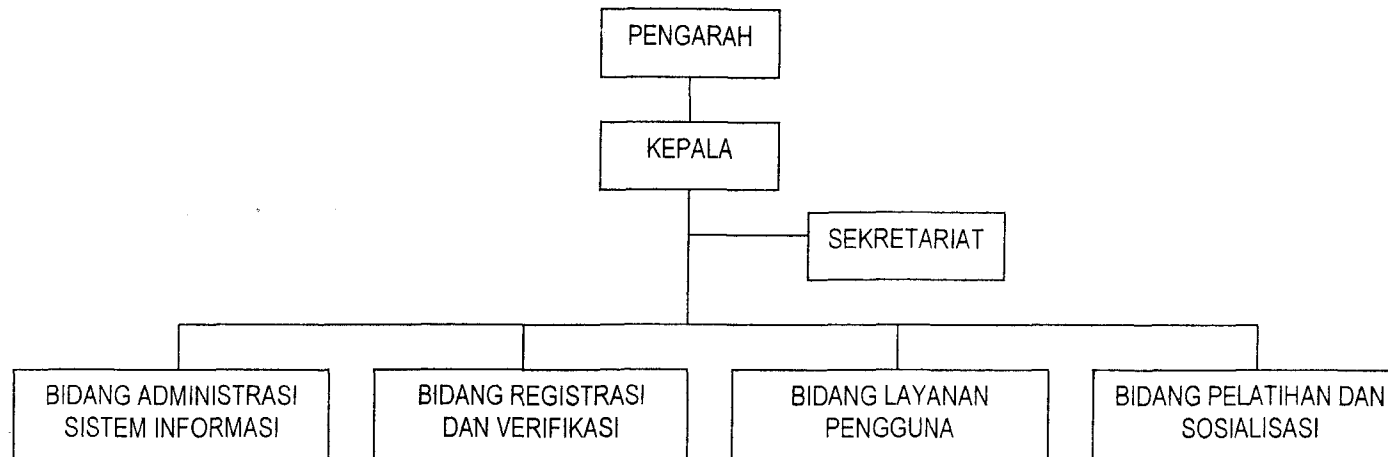 PENGARAH
KEPALA
SEKRETARIAT
BIDANG ADMINISTRASI
SISTEM INFORMASI
BIDANG REGISTRASI
DAN VERIFIKASI
BIDANG LAYANAN
PENGGUNA
BIDANG PELATIHAN DAN
SOSIALISASI